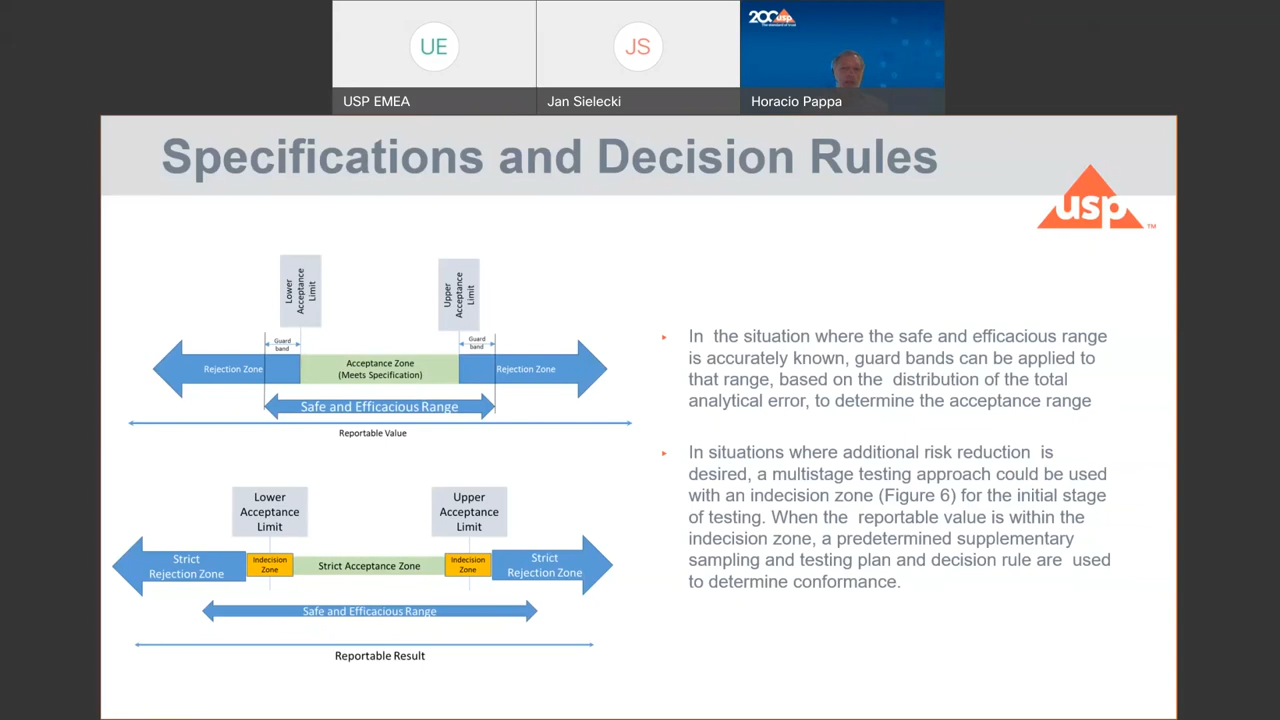 200 usp
The standard of trust
UE
JS
USP EMEA
Jan Sielecki
Horacio Pappa
Specifications and Decision Rules
usp
™
Lower
Acceptance
Limit
Upper
Acceptance
Limit
Guard
band
Guard
band
Rejection Zone
Acceptance Zone
(Meets Specification)
Rejection Zone
Safe and Efficacious Range
Reportable Value
Lower
Acceptance
Limit
Upper
Acceptance
Limit
Strict
Rejection Zone
Indecision
Zone
Strict Acceptance Zone
Indecision
Zone
Strict
Rejection Zone
Safe and Efficacious Range
Reportable Result
In the situation where the safe and efficacious range
is accurately known, guard bands can be applied to
that range, based on the distribution of the total
analytical error, to determine the acceptance range
In situations where additional risk reduction is
desired, a multistage testing approach could be used
with an indecision zone (Figure 6) for the initial stage
of testing. When the reportable value is within the
indecision zone, a predetermined supplementary
sampling and testing plan and decision rule are used
to determine conformance.